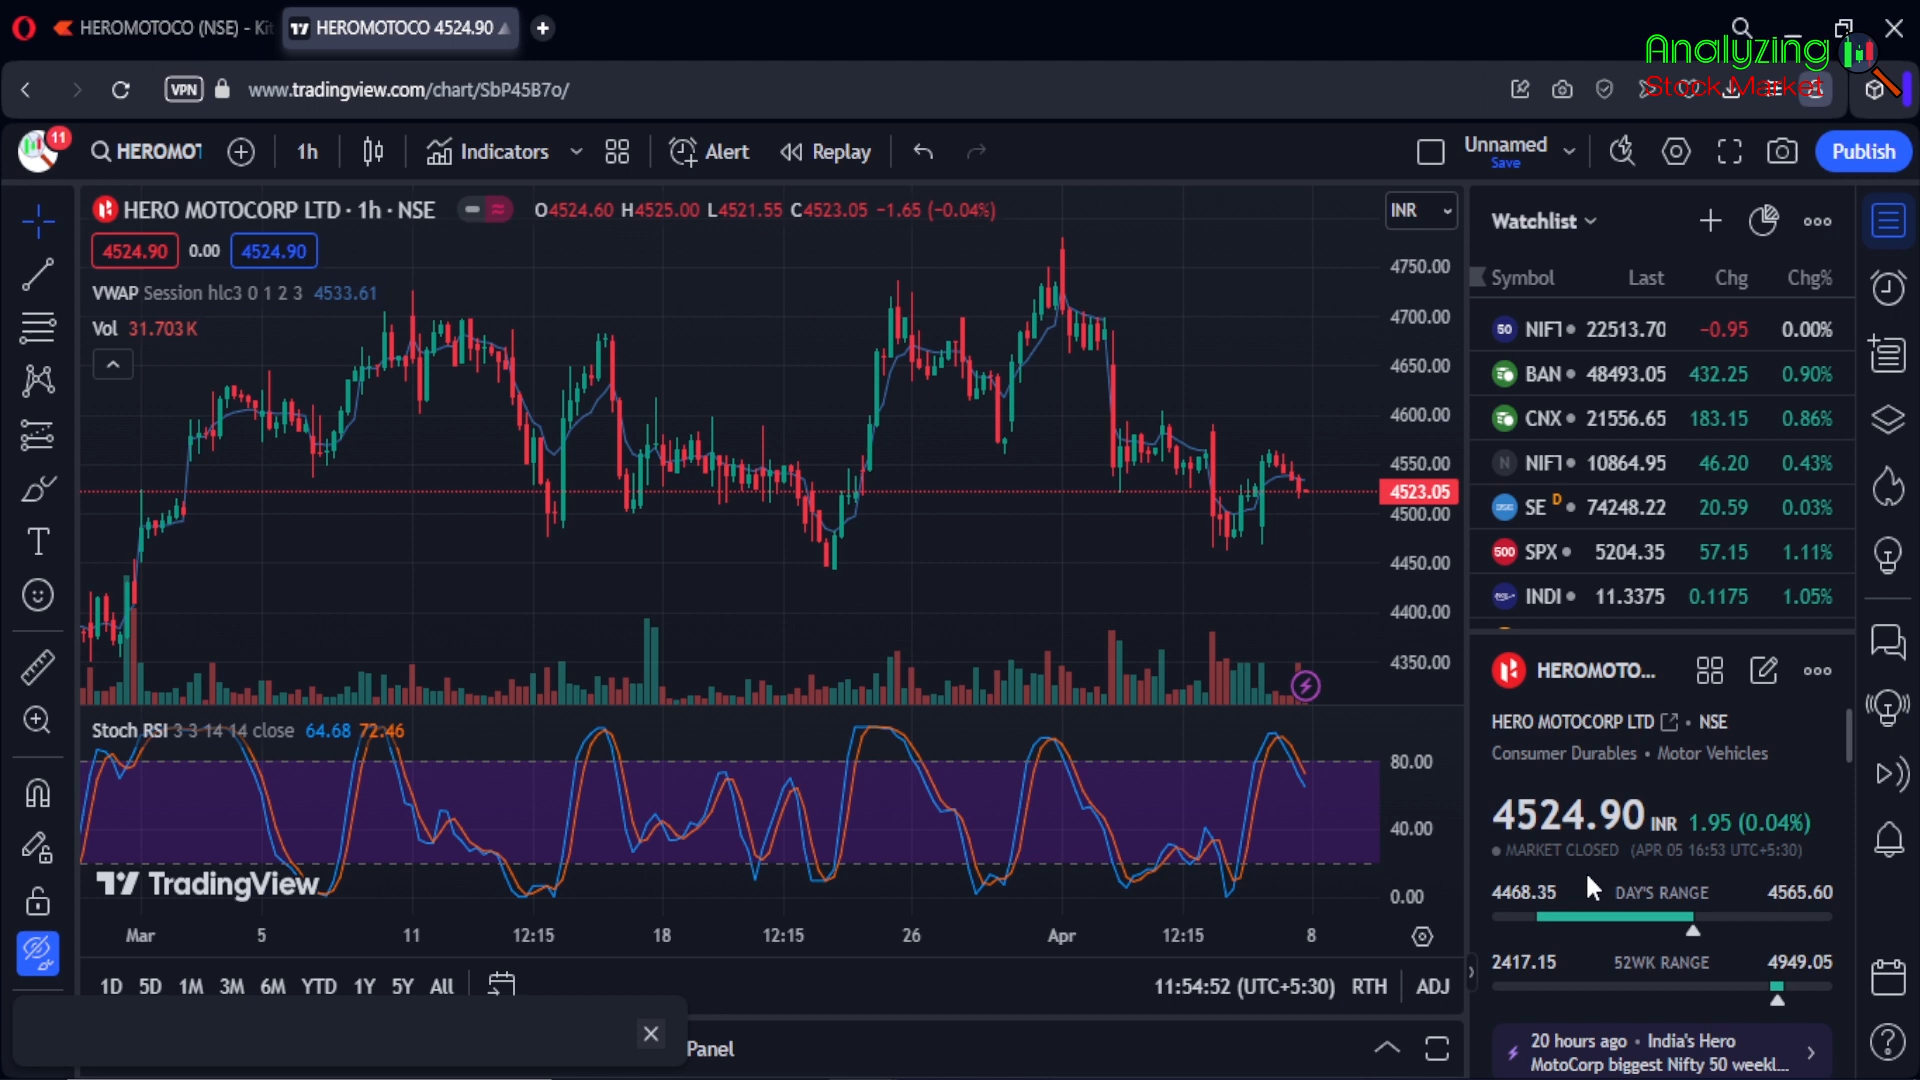 HEROMOTOCO (NSE) - Kit
HEROMOTOCO 4524.90
Analyzing
Stock Market
VPN
www.tradingview.com/chart/SbP45B7o/
11
HEROMOT
1h
Indicators
Alert
Replay
Unnamed
Save
Publish
HERO MOTOCORP LTD · 1h · NSE
O4524.60 H4525.00 L4521.55 C4523.05 −1.65 (−0.04%)
INR
4524.90
0.00
4524.90
VWAP Session hlc3 0 1 2 3 4533.61
Vol 31.703K
4750.00
4700.00
4650.00
4600.00
4550.00
4523.05
4500.00
4450.00
4400.00
4350.00
Stoch RSI 3 3 14 14 close 64.68 72.46
80.00
40.00
0.00
TradingView
Mar 5 11 12:15 18 12:15 26 Apr 12:15 8
1D 5D 1M 3M 6M YTD 1Y 5Y All
11:54:52 (UTC+5:30) RTH ADJ
Panel
Watchlist
Symbol Last Chg Chg%
50 NIFT 22513.70 −0.95 0.00%
BAN 48493.05 432.25 0.90%
CNX 21556.65 183.15 0.86%
N NIFT 10864.95 46.20 0.43%
SE D 74248.22 20.59 0.03%
500 SPX 5204.35 57.15 1.11%
INDI 11.3375 0.1175 1.05%
HEROMOTO...
HERO MOTOCORP LTD • NSE
Consumer Durables • Motor Vehicles
4524.90 INR 1.95 (0.04%)
MARKET CLOSED (APR 05 16:53 UTC+5:30)
4468.35 DAY'S RANGE 4565.60
2417.15 52WK RANGE 4949.05
20 hours ago • India's Hero
MotoCorp biggest Nifty 50 weekl...